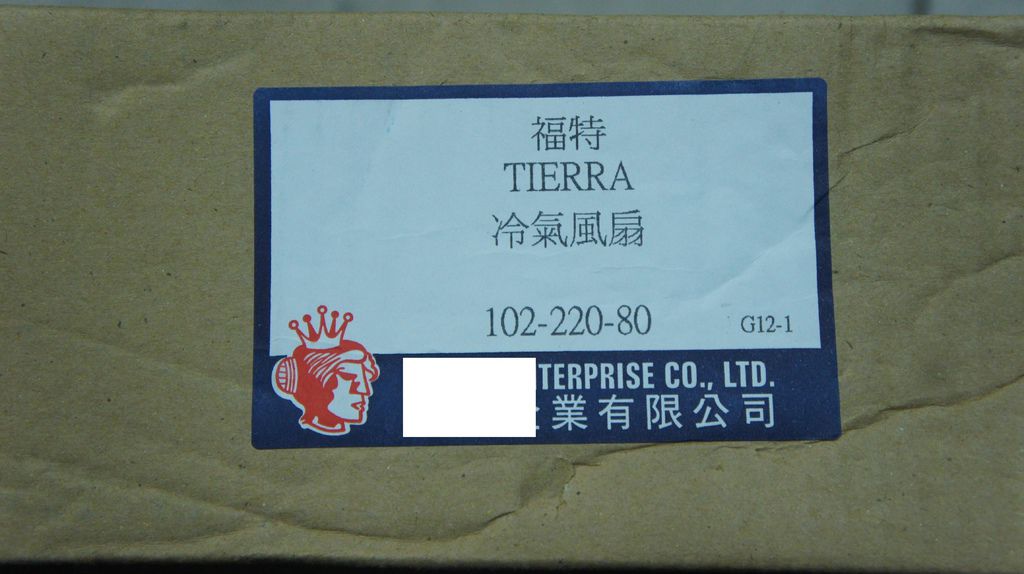 福特
TIERRA
冷氣風扇
102-220-80
G12-1
TERPRISE CO., LTD.
業有限公司